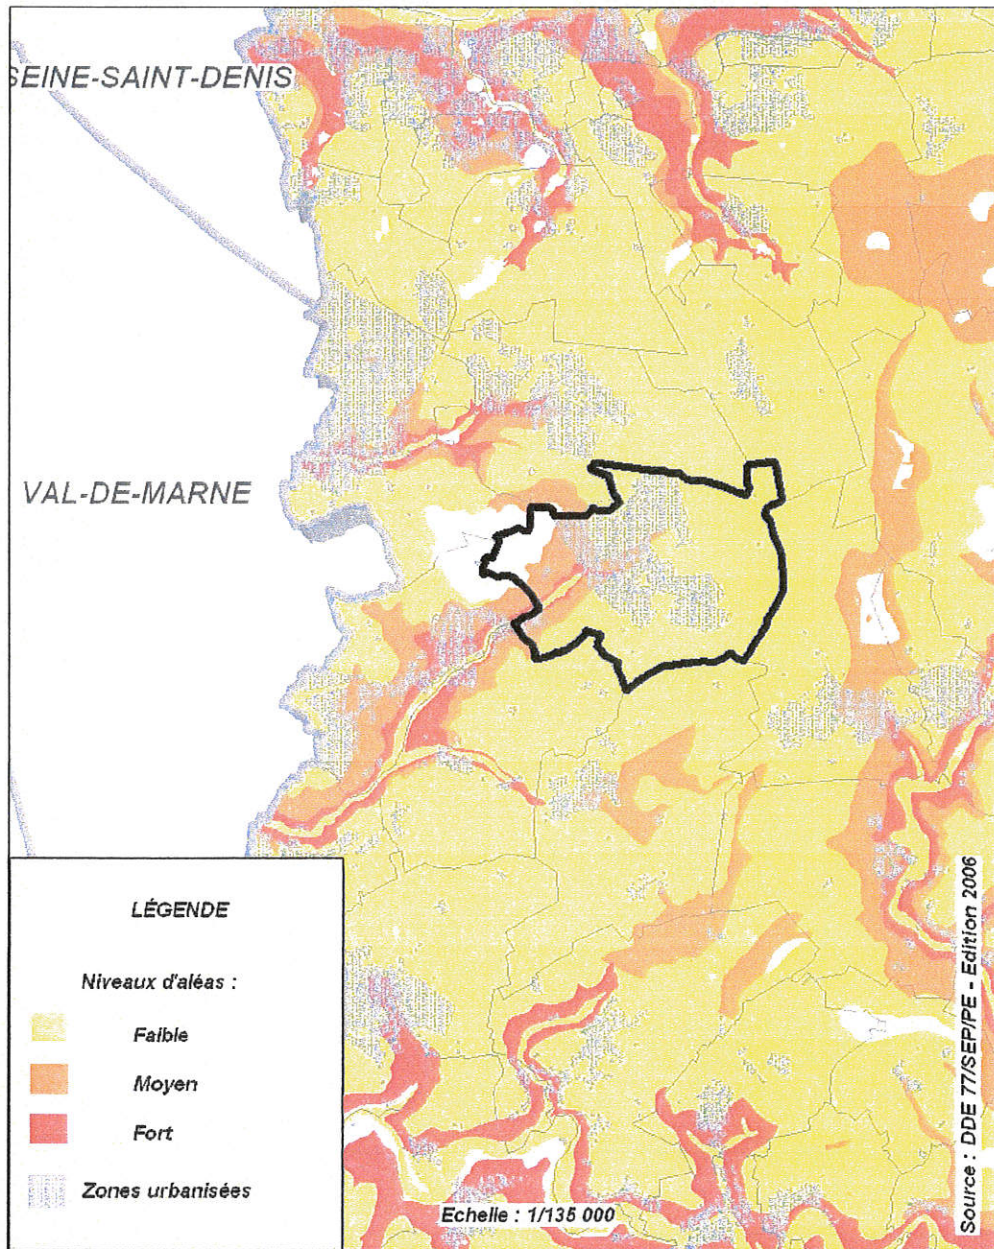 SEINE-SAINT-DENIS
VAL-DE-MARNE
LÉGENDE
Niveaux d'aléas :
Faible
Moyen
Fort
Zones urbanisées
Echelle : 1/135 000
Source : DDE 77/SEP/PE - Edition 2006